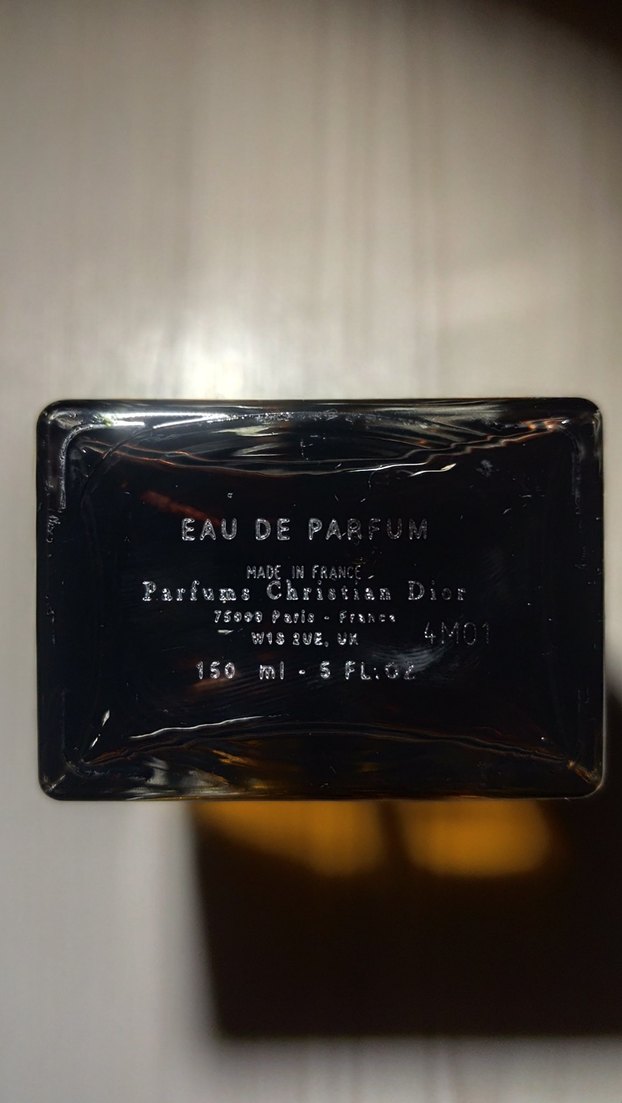 EAU DE PARFUM
MADE IN FRANCE
Parfums Christian Dior
75000 Paris - France
W1S 2UE, UK
4M01
150 ml - 5 FL.OZ